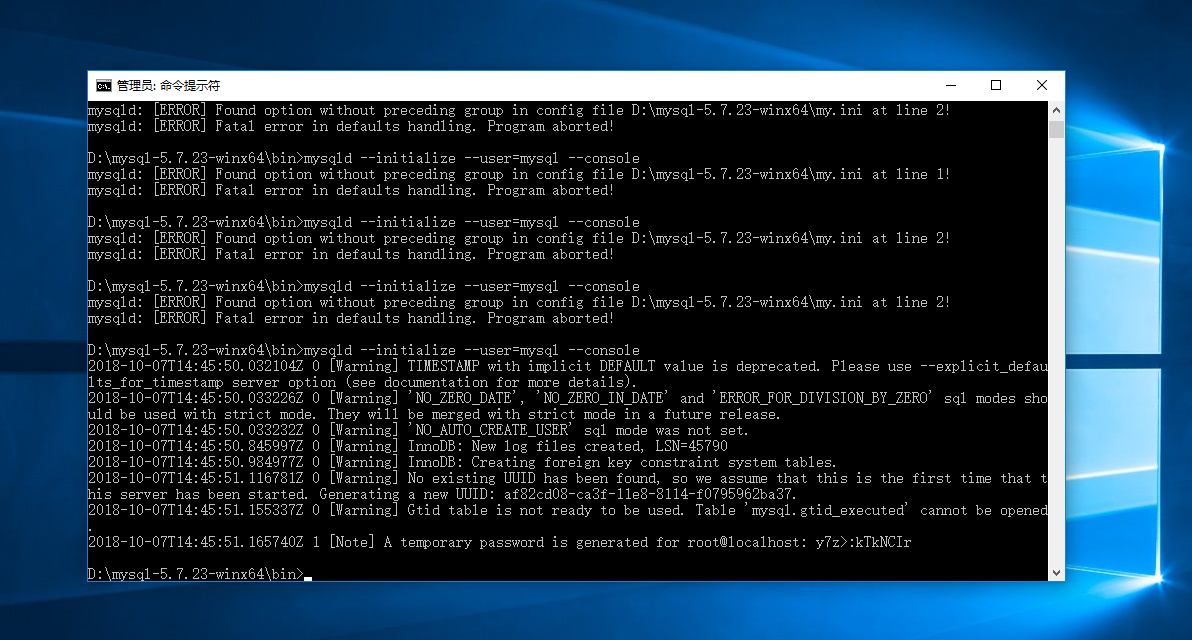 管理员: 命令提示符
mysqld: [ERROR] Found option without preceding group in config file D:\mysql-5.7.23-winx64\my.ini at line 2!
mysqld: [ERROR] Fatal error in defaults handling. Program aborted!
D:\mysql-5.7.23-winx64\bin>mysqld --initialize --user=mysql --console
mysqld: [ERROR] Found option without preceding group in config file D:\mysql-5.7.23-winx64\my.ini at line 1!
mysqld: [ERROR] Fatal error in defaults handling. Program aborted!
D:\mysql-5.7.23-winx64\bin>mysqld --initialize --user=mysql --console
mysqld: [ERROR] Found option without preceding group in config file D:\mysql-5.7.23-winx64\my.ini at line 2!
mysqld: [ERROR] Fatal error in defaults handling. Program aborted!
D:\mysql-5.7.23-winx64\bin>mysqld --initialize --user=mysql --console
mysqld: [ERROR] Found option without preceding group in config file D:\mysql-5.7.23-winx64\my.ini at line 2!
mysqld: [ERROR] Fatal error in defaults handling. Program aborted!
D:\mysql-5.7.23-winx64\bin>mysqld --initialize --user=mysql --console
2018-10-07T14:45:50.032104Z 0 [Warning] TIMESTAMP with implicit DEFAULT value is deprecated. Please use --explicit_defau
lts_for_timestamp server option (see documentation for more details).
2018-10-07T14:45:50.033226Z 0 [Warning] 'NO_ZERO_DATE', 'NO_ZERO_IN_DATE' and 'ERROR_FOR_DIVISION_BY_ZERO' sql modes sho
uld be used with strict mode. They will be merged with strict mode in a future release.
2018-10-07T14:45:50.033232Z 0 [Warning] 'NO_AUTO_CREATE_USER' sql mode was not set.
2018-10-07T14:45:50.845997Z 0 [Warning] InnoDB: New log files created, LSN=45790
2018-10-07T14:45:50.984977Z 0 [Warning] InnoDB: Creating foreign key constraint system tables.
2018-10-07T14:45:51.116781Z 0 [Warning] No existing UUID has been found, so we assume that this is the first time that t
his server has been started. Generating a new UUID: af82cd08-ca3f-11e8-8114-f0795962ba37.
2018-10-07T14:45:51.155337Z 0 [Warning] Gtid table is not ready to be used. Table 'mysql.gtid_executed' cannot be opened
.
2018-10-07T14:45:51.165740Z 1 [Note] A temporary password is generated for root@localhost: y7z>:kTkNCIr
D:\mysql-5.7.23-winx64\bin>